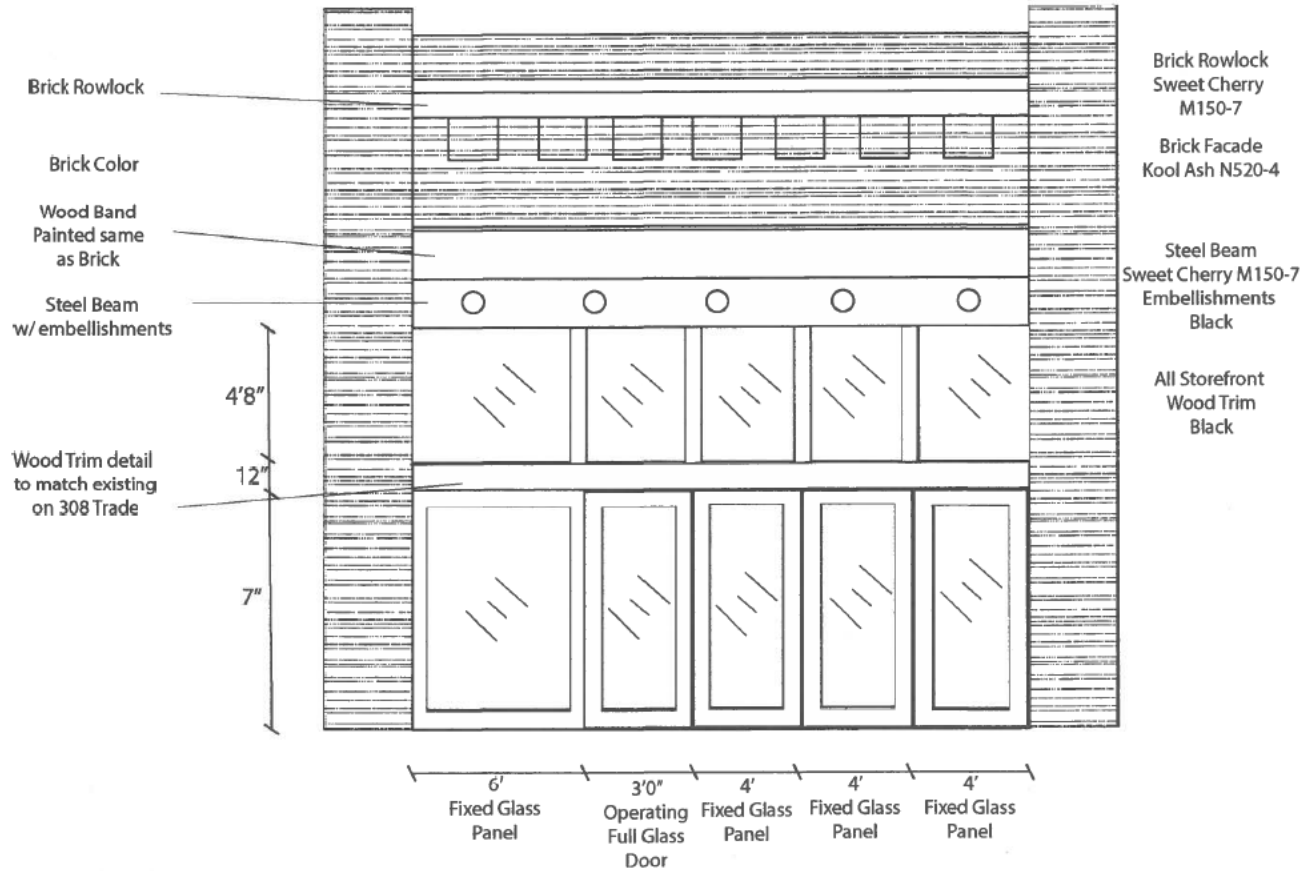 Brick Rowlock
Brick Color
Wood Band
Painted same
as Brick
Steel Beam
w/ embellishments
4'8"
Wood Trim detail
to match existing
on 308 Trade
12"
7"
Brick Rowlock
Sweet Cherry
M150-7
Brick Facade
Kool Ash N520-4
Steel Beam
Sweet Cherry M150-7
Embellishments
Black
All Storefront
Wood Trim
Black
6'
Fixed Glass
Panel
3'0"
Operating
Full Glass
Door
4'
Fixed Glass
Panel
4'
Fixed Glass
Panel
4'
Fixed Glass
Panel